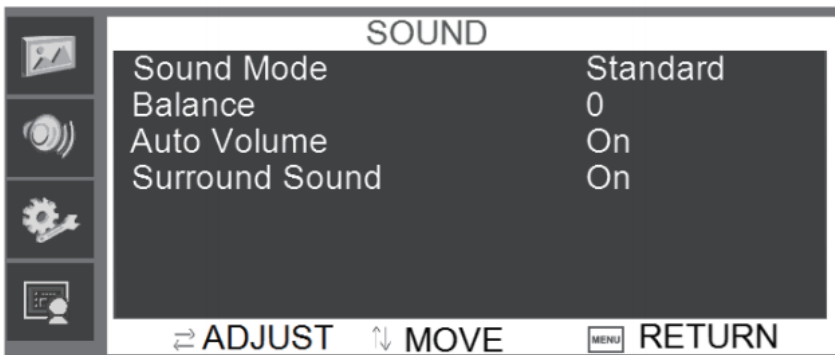 SOUND
Sound Mode Standard
Balance 0
Auto Volume On
Surround Sound On
ADJUST MOVE MENU RETURN